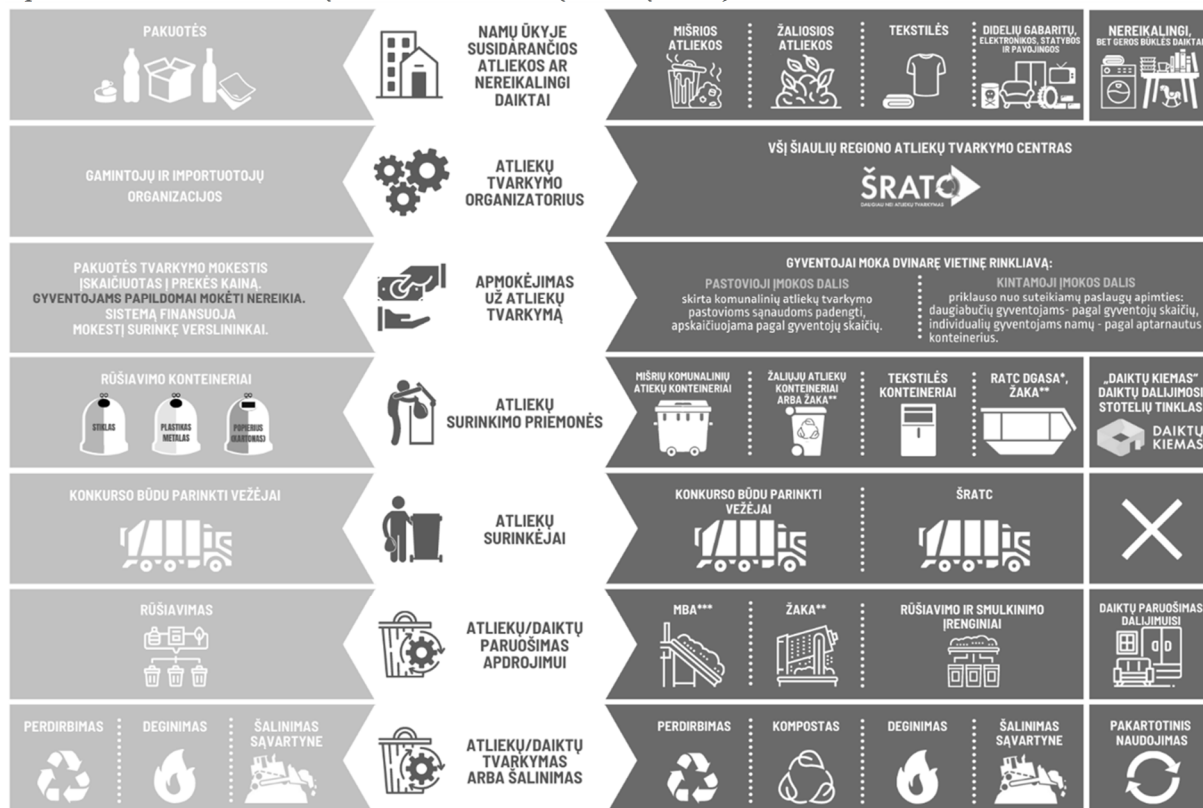 PAKUOTĖS
NAMŲ ŪKYJE
SUSIDARANČIOS
ATLIEKOS AR
NEREIKALINGI
DAIKTAI
MIŠRIOS
ATLIEKOS
ŽALIOSIOS
ATLIEKOS
TEKSTILĖS
DIDELIŲ GABARITŲ,
ELEKTRONIKOS, STATYBOS
IR PAVOJINGOS
NEREIKALINGI,
BET GEROS BŪKLĖS DAIKTAI
GAMINTOJŲ IR IMPORTUOTOJŲ
ORGANIZACIJOS
ATLIEKŲ
TVARKYMO
ORGANIZATORIUS
VŠĮ ŠIAULIŲ REGIONO ATLIEKŲ TVARKYMO CENTRAS
ŠRATC
DAUGIAU NEI ATLIEKŲ TVARKYMAS
PAKUOTĖS TVARKYMO MOKESTIS
ĮSKAIČIUOTAS Į PREKĖS KAINĄ.
GYVENTOJAMS PAPILDOMAI MOKĖTI NEREIKIA.
SISTEMĄ FINANSUOJA
MOKESTĮ SURINKĘ VERSLININKAI.
APMOKĖJIMAS
UŽ ATLIEKŲ
TVARKYMĄ
GYVENTOJAI MOKA DVINARĘ VIETINĘ RINKLIAVĄ:
PASTOVIOJI ĮMOKOS DALIS
skirta komunalinių atliekų tvarkymo
pastovioms sąnaudoms padengti,
apskaičiuojama pagal gyventojų skaičių.
KINTAMOJI ĮMOKOS DALIS
priklauso nuo suteikiamų paslaugų apimties:
daugiabučių gyventojams- pagal gyventojų skaičių,
individualių gyventojams namų - pagal aptarnautu
konteinerius.
RŪŠIAVIMO KONTEINERIAI
STIKLAS
PLASTIKAS
METALAS
POPIERIUS
(KARTONAS)
ATLIEKŲ
SURINKIMO PRIEMONĖS
MIŠRIŲ KOMUNALINIŲ
ATIEKŲ KONTEINERIAI
ŽALIŲJŲ ATLIEKŲ
KONTEINERIAI
ARBA ŽAKA**
TEKSTILĖS
KONTEINERIAI
RATC DGASA*,
ŽAKA**
„DAIKTŲ KIEMAS“
DAIKTŲ DALIJIMOSI
STOTELIŲ TINKLAS
DAIKTŲ
KIEMAS
KONKURSO BŪDU PARINKTI VEŽĖJAI
ATLIEKŲ
SURINKĖJAI
KONKURSO BŪDU PARINKTI
VEŽĖJAI
ŠRATC
RŪŠIAVIMAS
ATLIEKŲ/DAIKTŲ
PARUOŠIMAS
APDROJIMUI
MBA***
ŽAKA**
RŪŠIAVIMO IR SMULKINIMO
ĮRENGINIAI
DAIKTŲ PARUOŠIMAS
DALIJIMUISI
PERDIRBIMAS
DEGINIMAS
ŠALINIMAS
SĄVARTYNE
ATLIEKŲ/DAIKTŲ
TVARKYMAS
ARBA ŠALINIMAS
PERDIRBIMAS
KOMPOSTAS
DEGINIMAS
ŠALINIMAS
SĄVARTYNE
PAKARTOTINIS
NAUDOJIMAS